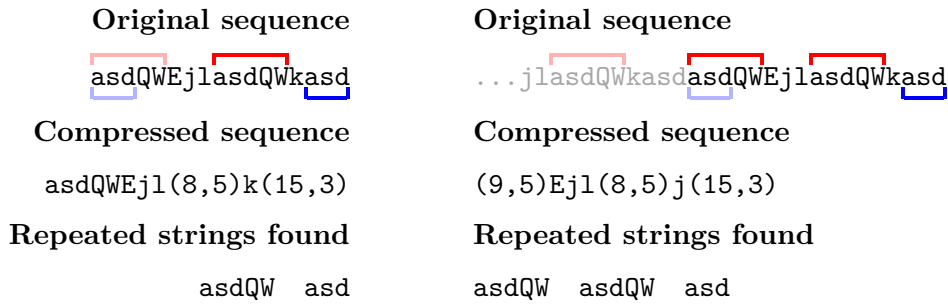 Original sequence
asdQWEjlasdQWkasd
Compressed sequence
asdQWEjl(8,5)k(15,3)
Repeated strings found
asdQW asd
Original sequence
...jlasdQWkasdasdQWEjlasdQWkasd
Compressed sequence
(9,5)Ejl(8,5)j(15,3)
Repeated strings found
asdQW asdQW asd